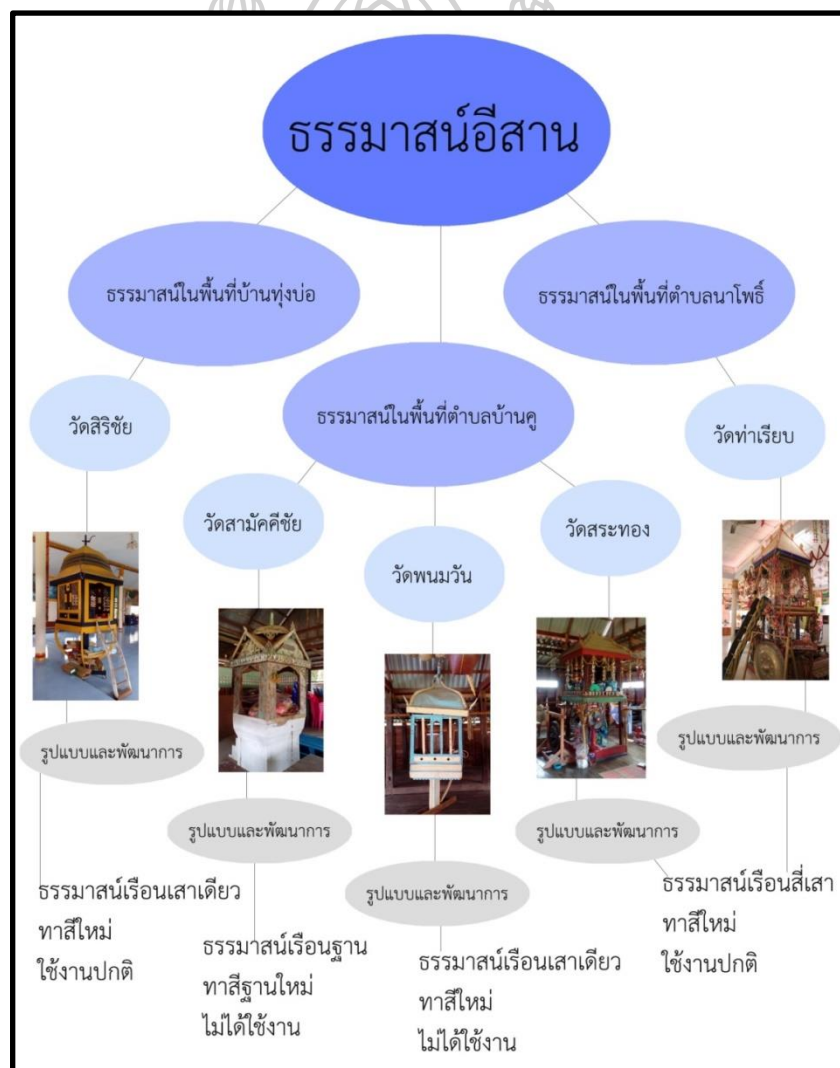 ธรรมาสน์อีสาน
ธรรมาสน์ในพื้นที่บ้านทุ่งบ่อ
ธรรมาสน์ในพื้นที่ตำบลนาโพธิ์
ธรรมาสน์ในพื้นที่ตำบลบ้านคู
วัดสิริชัย
วัดท่าเรียบ
วัดสามัคคีชัย
วัดสระทอง
วัดพนมวัน
รูปแบบและพัฒนาการ
รูปแบบและพัฒนาการ
รูปแบบและพัฒนาการ
รูปแบบและพัฒนาการ
รูปแบบและพัฒนาการ
ธรรมาสน์เรือนเสาเดียว
ทาสีใหม่
ใช้งานปกติ
ธรรมาสน์เรือนฐาน
ทาสีฐานใหม่
ไม่ได้ใช้งาน
ธรรมาสน์เรือนเสาเดียว
ทาสีใหม่
ไม่ได้ใช้งาน
ธรรมาสน์เรือนสี่เสา
ทาสีใหม่
ใช้งานปกติ